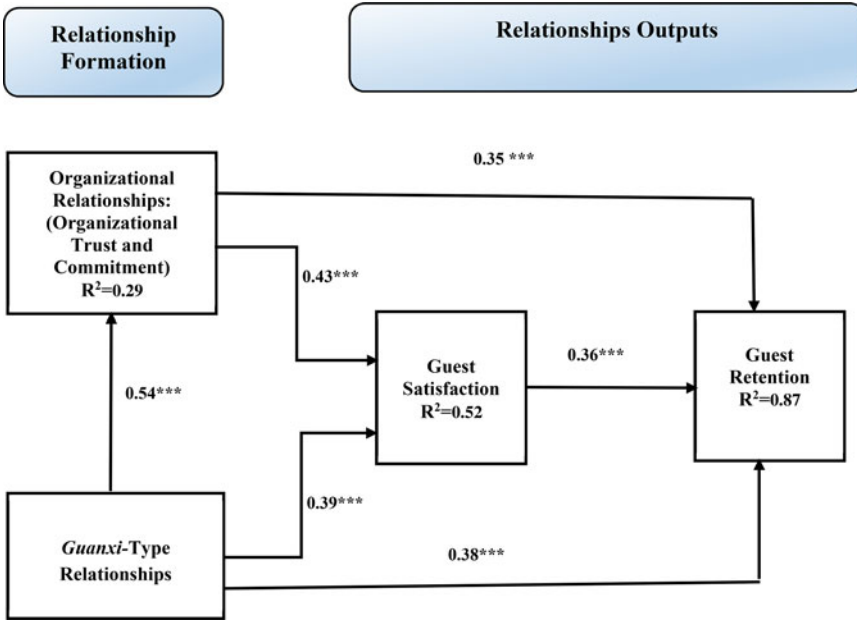 Relationship
Formation
Relationships Outputs
0.35 ***
Organizational
Relationships:
(Organizational
Trust and
Commitment)
R²=0.29
0.43***
Guest
Satisfaction
R²=0.52
0.36***
Guest
Retention
R²=0.87
0.54***
0.39***
Guanxi-Type
Relationships
0.38***